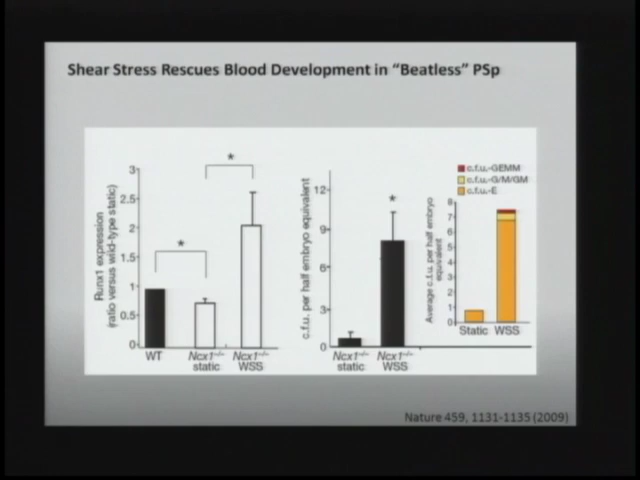 Shear Stress Rescues Blood Development in “Beatless” PSp
Runx1 expression
(ratio versus wild-type static)
3
2.5
2
1.5
1
0.5
0
*
*
WT
Ncx1−/−
static
Ncx1−/−
WSS
c.f.u. per half embryo equivalent
12
9
6
3
0
*
Ncx1−/−
static
Ncx1−/−
WSS
c.f.u.-GEMM
c.f.u.-G/M/GM
c.f.u.-E
Average c.f.u. per half embryo
equivalent
8
7
6
5
4
3
2
1
0
Static
WSS
Nature 459, 1131-1135 (2009)